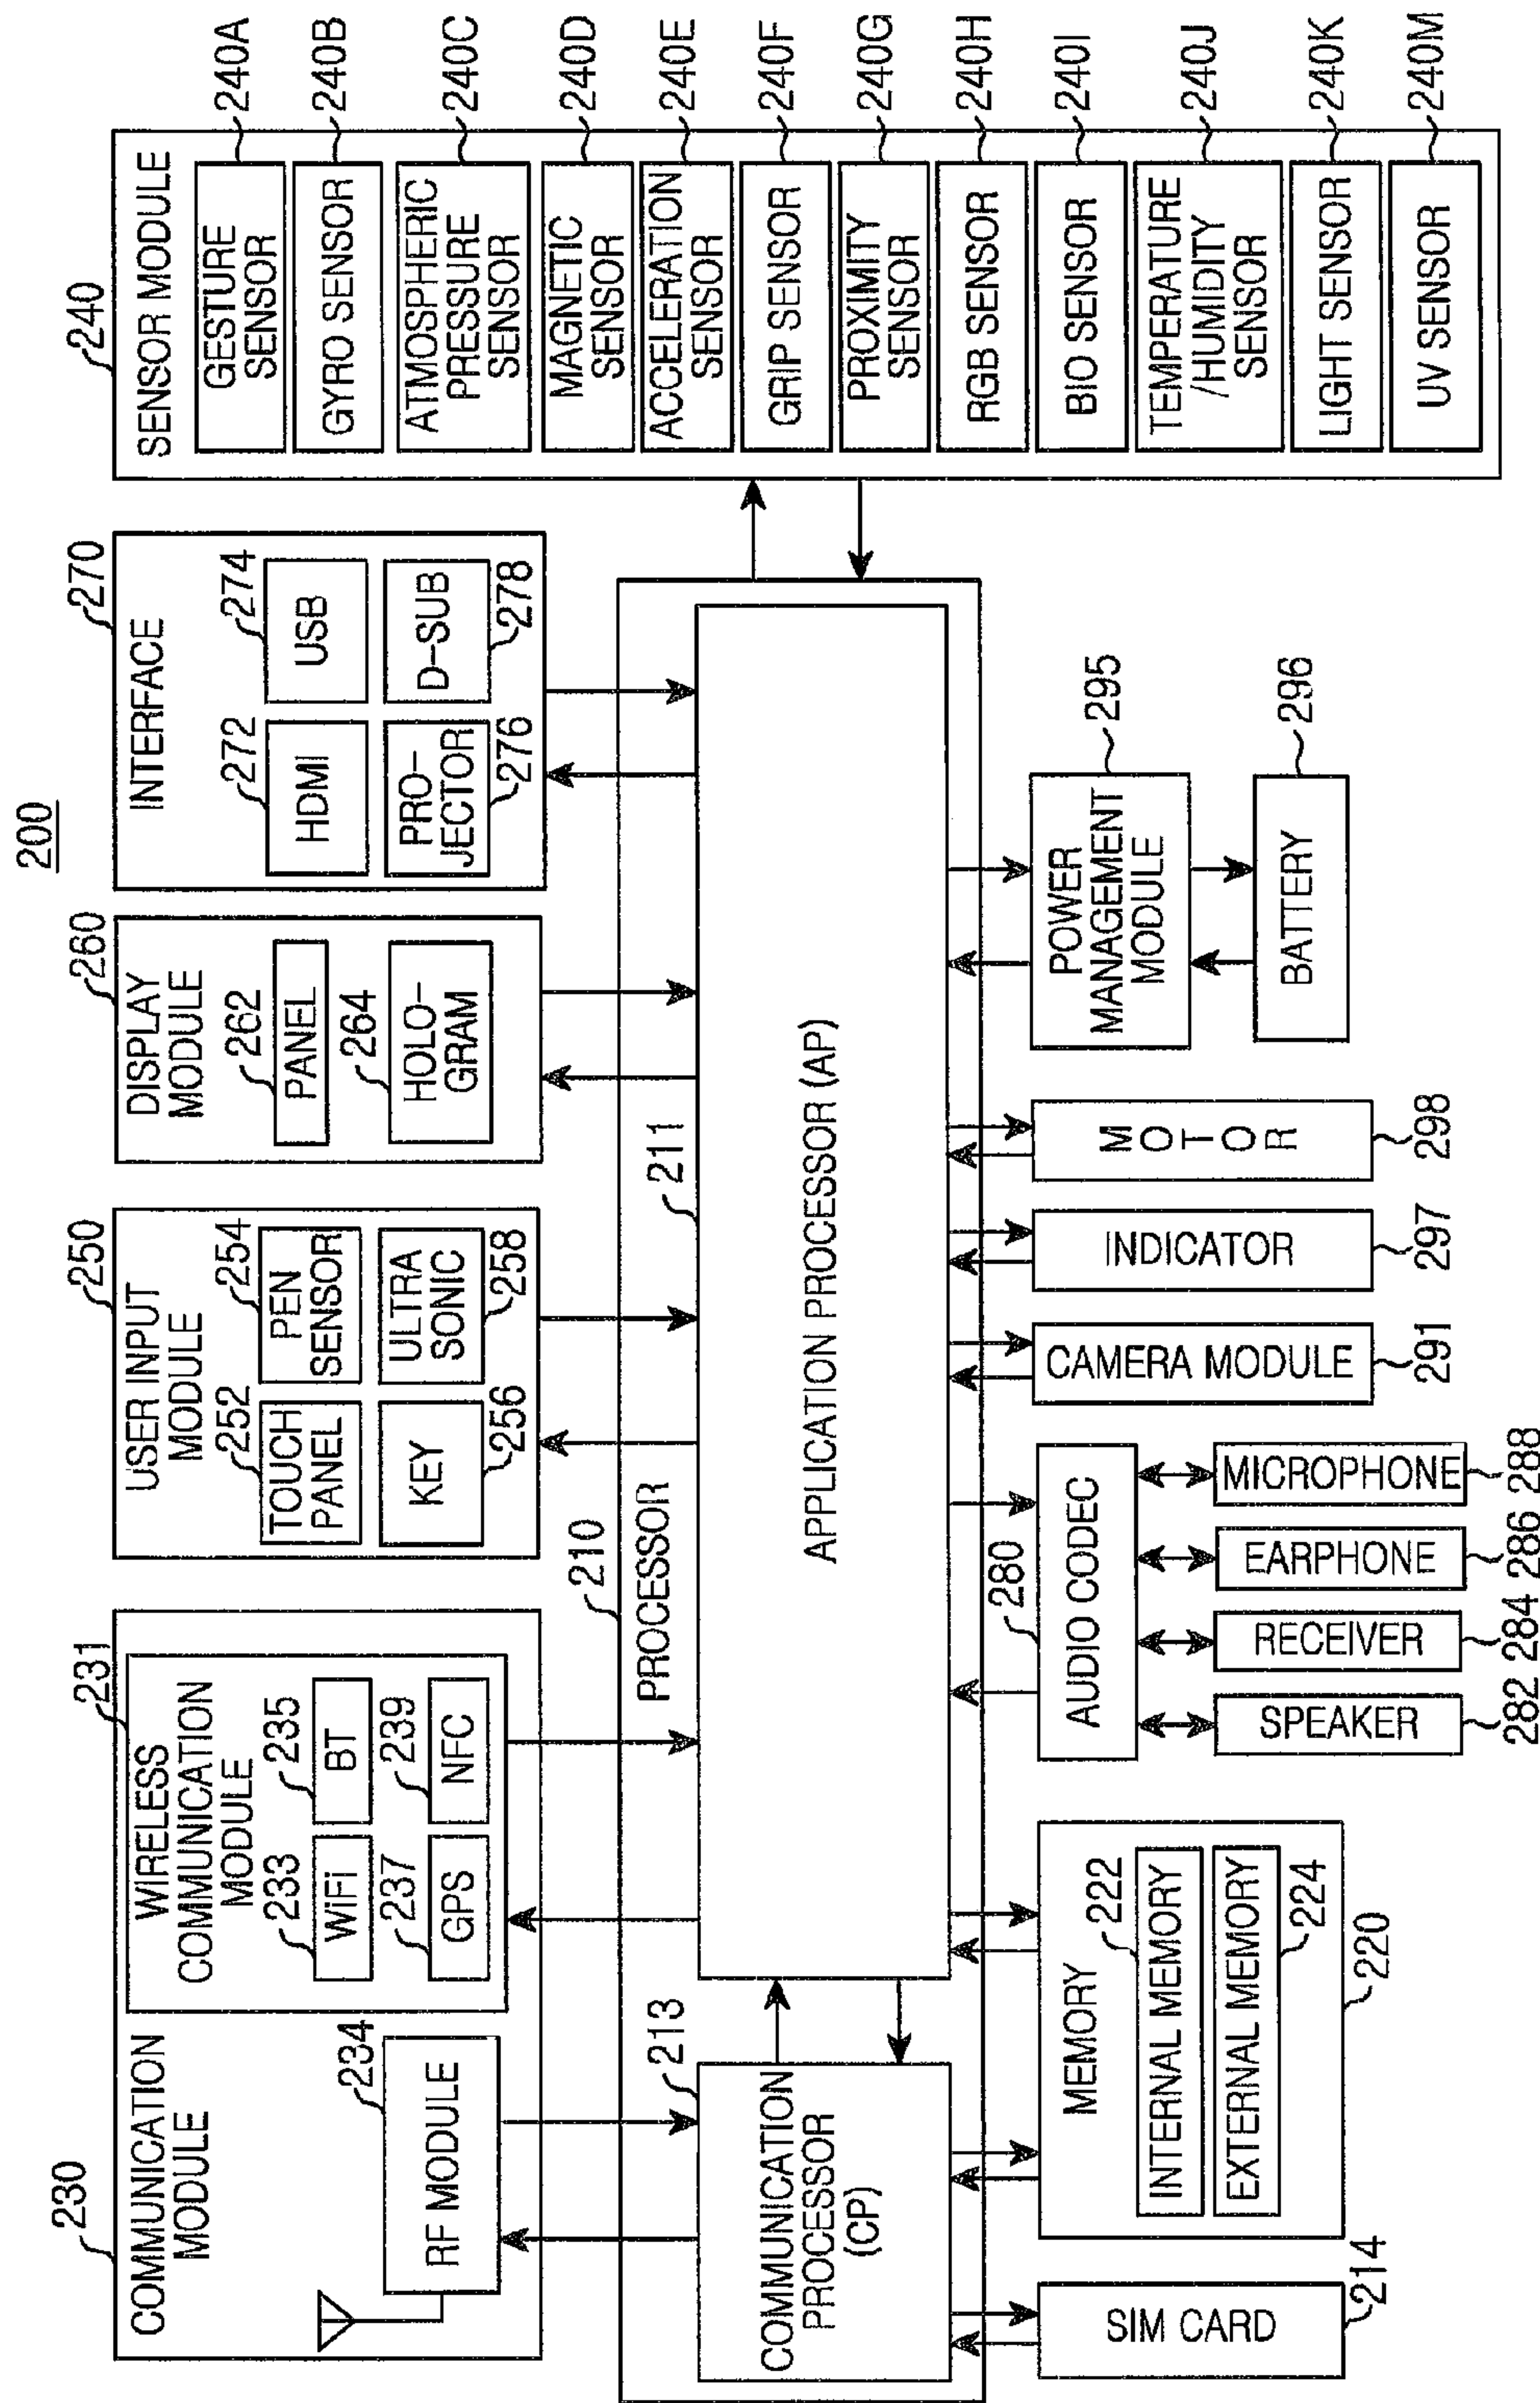 200
230
COMMUNICATION
MODULE
234
RF MODULE
231
WIRELESS
COMMUNICATION
MODULE
233
WiFi
235
BT
237
GPS
239
NFC
250
USER INPUT
MODULE
252
TOUCH
PANEL
254
PEN
SENSOR
KEY
256
ULTRA
SONIC
258
260
DISPLAY
MODULE
262
PANEL
264
HOLO-
GRAM
270
INTERFACE
272
HDMI
274
USB
PRO-
JECTOR
276
D-SUB
278
240
SENSOR MODULE
GESTURE
SENSOR
240A
GYRO SENSOR
240B
ATMOSPHERIC
PRESSURE
SENSOR
240C
MAGNETIC
SENSOR
240D
ACCELERATION
SENSOR
240E
GRIP SENSOR
240F
PROXIMITY
SENSOR
240G
RGB SENSOR
240H
BIO SENSOR
240I
TEMPERATURE
/HUMIDITY
SENSOR
240J
LIGHT SENSOR
240K
UV SENSOR
240M
210
PROCESSOR
213
COMMUNICATION
PROCESSOR
(CP)
211
APPLICATION PROCESSOR (AP)
SIM CARD
214
MEMORY
222
INTERNAL MEMORY
EXTERNAL MEMORY
224
220
280
AUDIO CODEC
SPEAKER
282
RECEIVER
284
EARPHONE
286
MICROPHONE
288
CAMERA MODULE
291
INDICATOR
297
MOTOR
298
POWER
MANAGEMENT
MODULE
295
BATTERY
296